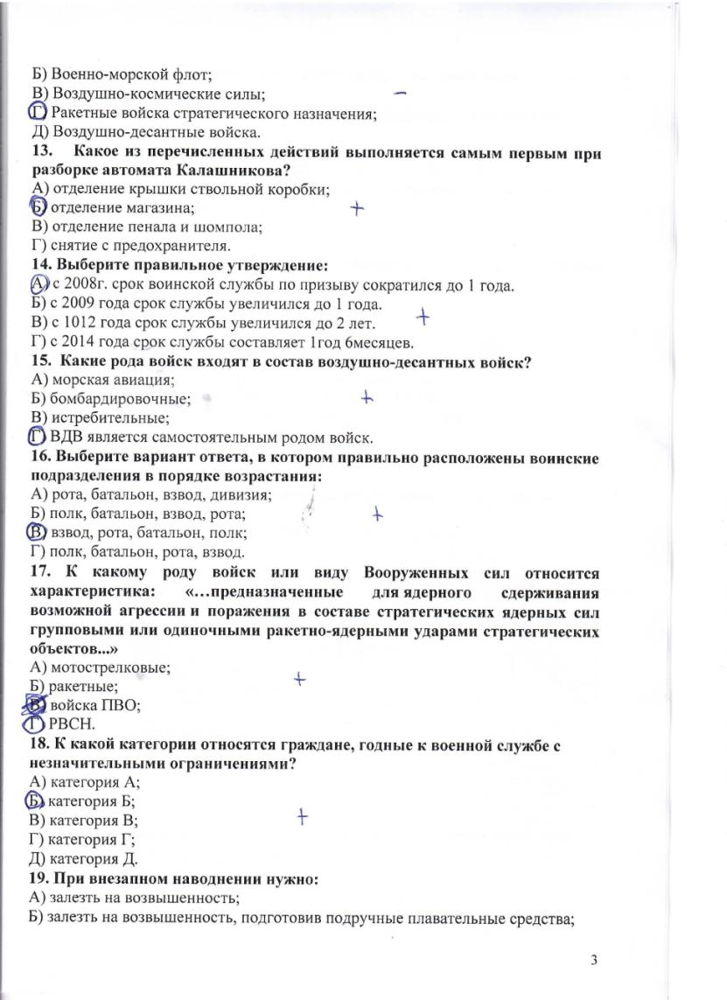 Б) Военно-морской флот;
В) Воздушно-космические силы; −
Г) Ракетные войска стратегического назначения;
Д) Воздушно-десантные войска.
13. Какое из перечисленных действий выполняется самым первым при
разборке автомата Калашникова?
А) отделение крышки ствольной коробки;
Б) отделение магазина; +
В) отделение пенала и шомпола;
Г) снятие с предохранителя.
14. Выберите правильное утверждение:
А) с 2008г. срок воинской службы по призыву сократился до 1 года.
Б) с 2009 года срок службы увеличился до 1 года.
В) с 1012 года срок службы увеличился до 2 лет. +
Г) с 2014 года срок службы составляет 1год 6месяцев.
15. Какие рода войск входят в состав воздушно-десантных войск?
А) морская авиация;
Б) бомбардировочные; +
В) истребительные;
Г) ВДВ является самостоятельным родом войск.
16. Выберите вариант ответа, в котором правильно расположены воинские
подразделения в порядке возрастания:
А) рота, батальон, взвод, дивизия;
Б) полк, батальон, взвод, рота; +
В) взвод, рота, батальон, полк;
Г) полк, батальон, рота, взвод.
17. К какому роду войск или виду Вооруженных сил относится
характеристика: «…предназначенные для ядерного сдерживания
возможной агрессии и поражения в составе стратегических ядерных сил
групповыми или одиночными ракетно-ядерными ударами стратегических
объектов...»
А) мотострелковые;
Б) ракетные; +
В) войска ПВО;
Г) РВСН.
18. К какой категории относятся граждане, годные к военной службе с
незначительными ограничениями?
А) категория А;
Б) категория Б;
В) категория В; +
Г) категория Г;
Д) категория Д.
19. При внезапном наводнении нужно:
А) залезть на возвышенность;
Б) залезть на возвышенность, подготовив подручные плавательные средства;
3